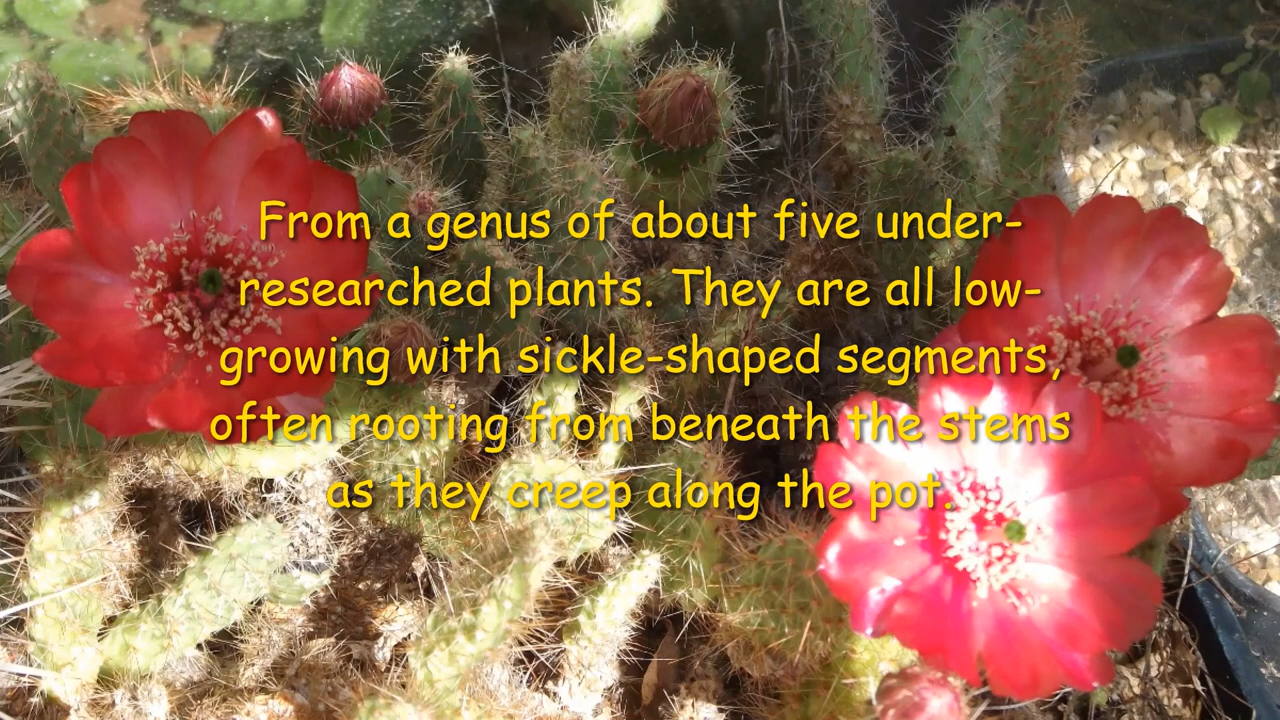 From a genus of about five under-
researched plants. They are all low-
growing with sickle-shaped segments,
often rooting from beneath the stems
as they creep along the pot.